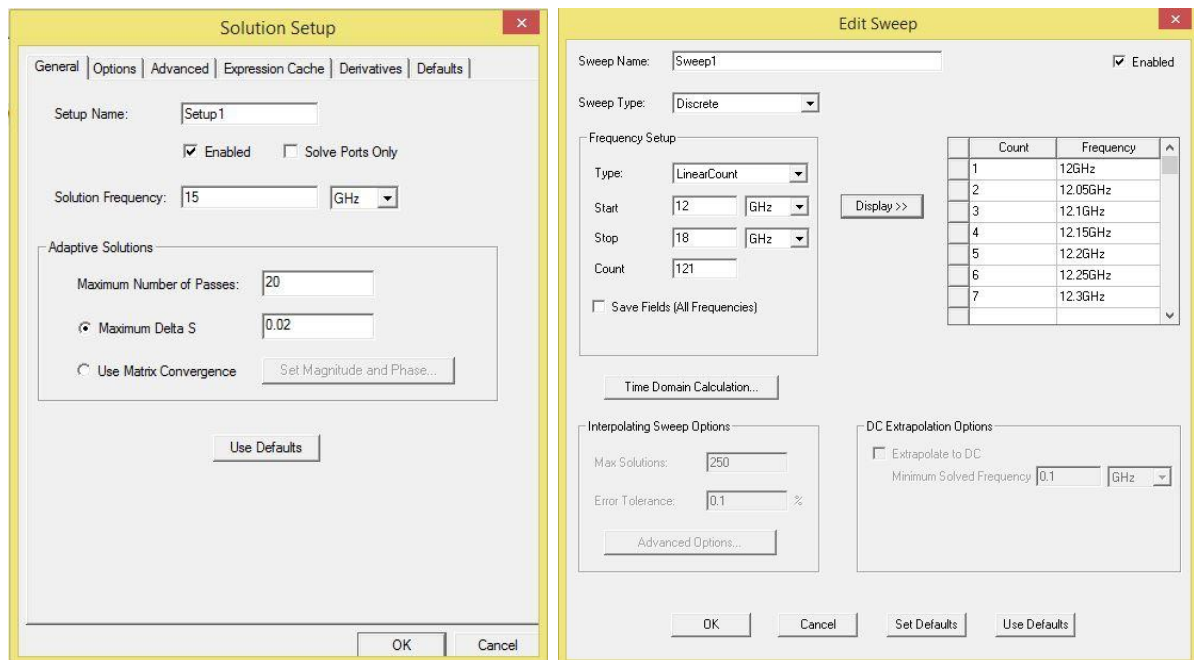 Solution Setup
General Options Advanced Expression Cache Derivatives Defaults
Setup Name: Setup1
Enabled Solve Ports Only
Solution Frequency: 15 GHz
Adaptive Solutions
Maximum Number of Passes: 20
Maximum Delta S 0.02
Use Matrix Convergence Set Magnitude and Phase...
Use Defaults
OK Cancel
Edit Sweep
Sweep Name: Sweep1 Enabled
Sweep Type: Discrete
Frequency Setup
Type: LinearCount
Start 12 GHz
Stop 18 GHz
Count 121
Save Fields (All Frequencies)
Display >>
Count Frequency
1 12GHz
2 12.05GHz
3 12.1GHz
4 12.15GHz
5 12.2GHz
6 12.25GHz
7 12.3GHz
Time Domain Calculation...
Interpolating Sweep Options
Max Solutions: 250
Error Tolerance: 0.1 %
Advanced Options...
DC Extrapolation Options
Extrapolate to DC
Minimum Solved Frequency 0.1 GHz
OK Cancel Set Defaults Use Defaults